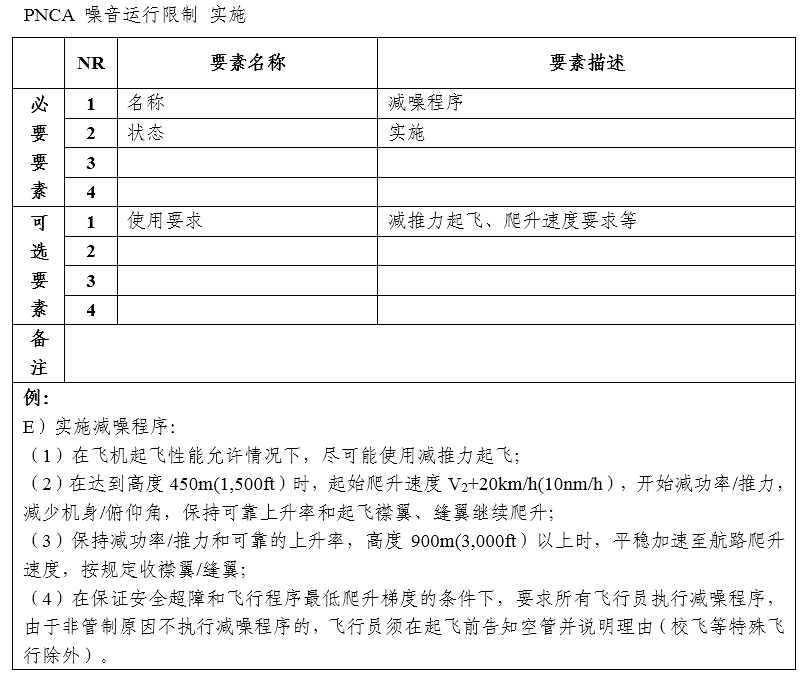 PNCA 噪音运行限制 实施
NR 要素名称 要素描述
必要要素
1 名称 减噪程序
2 状态 实施
3
4
可选要素
1 使用要求 减推力起飞、爬升速度要求等
2
3
4
备注
例：
E）实施减噪程序：
（1）在飞机起飞性能允许情况下，尽可能使用减推力起飞；
（2）在达到高度 450m(1,500ft）时，起始爬升速度 V₂+20km/h(10nm/h），开始减功率/推力，
减少机身/俯仰角，保持可靠上升率和起飞襟翼、缝翼继续爬升；
（3）保持减功率/推力和可靠的上升率，高度 900m(3,000ft）以上时，平稳加速至航路爬升
速度，按规定收襟翼/缝翼；
（4）在保证安全超障和飞行程序最低爬升梯度的条件下，要求所有飞行员执行减噪程序，
由于非管制原因不执行减噪程序的，飞行员须在起飞前告知空管并说明理由（校飞等特殊飞
行除外）。